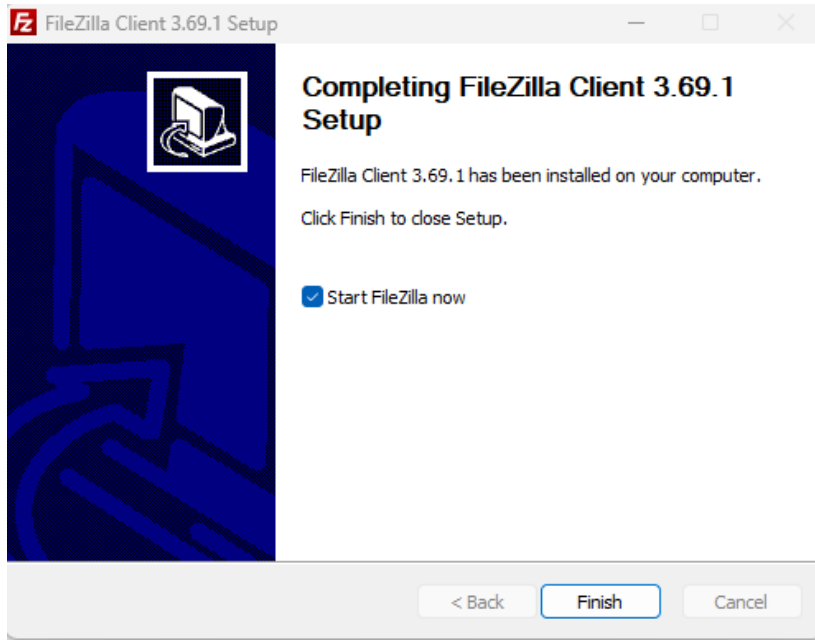 FileZilla Client 3.69.1 Setup
Completing FileZilla Client 3.69.1
Setup
FileZilla Client 3.69.1 has been installed on your computer.
Click Finish to close Setup.
Start FileZilla now
< Back Finish Cancel